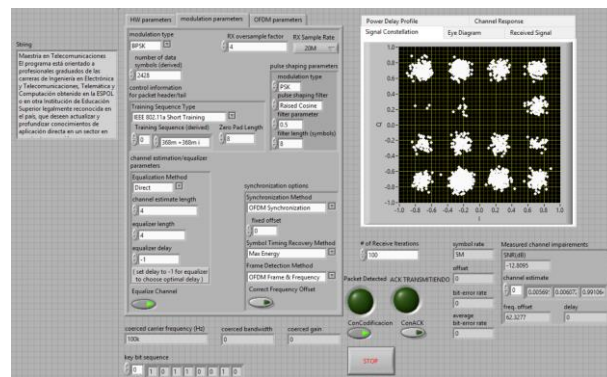 HW parameters
modulation parameters
OFDM parameters
modulation type
BPSK
RX oversample factor
4
RX Sample Rate
20M
number of data
symbols (derived)
2428
control information
for packet header/tail
Training Sequence Type
IEEE 802.11a Short Training
Training Sequence (derived)
0
368m +368m i
Zero Pad Length
8
pulse shaping parameters
modulation type
PSK
pulse shaping filter
Raised Cosine
filter parameter
0.5
filter length (symbols)
8
channel estimation/equalizer
parameters
Equalization Method
Direct
channel estimate length
4
equalizer length
4
equalizer delay
-1
( set delay to -1 for equalizer
to choose optimal delay )
Equalize Channel
synchronization options
Synchronization Method
OFDM Synchronization
fixed offset
0
Symbol Timing Recovery Method
Max Energy
Frame Detection Method
OFDM Frame & Frequency
Correct Frequency Offset
coerced carrier frequency (Hz)
100k
coerced bandwidth
0
coerced gain
0
key bit sequence
0
1 0 1 1 0 0 1 0
String
Maestría en Telecomunicaciones
El programa está orientado a
profesionales graduados de las
carreras de Ingeniería en Electrónica
y Telecomunicaciones, Telemática y
Computación obtenido en la ESPOL
o en otra Institución de Educación
Superior legalmente reconocida en
el país, que deseen actualizar y
profundizar conocimientos de
aplicación directa en un sector en
Power Delay Profile
Channel Response
Signal Constellation
Eye Diagram
Received Signal
1.0
0.8
0.6
0.4
0.2
0.0
-0.2
-0.4
-0.6
-0.8
-1.0
Q
-1.0 -0.8 -0.6 -0.4 -0.2 0.0 0.2 0.4 0.6 0.8 1.0
I
# of Receive Iterations
100
Packet Detected
ACK TRANSMITIENDO
ConCodificacion
ConACK
STOP
symbol rate
5M
offset
0
bit-error rate
0
average
bit-error rate
0
Measured channel impairements
SNR(dB)
-12.8095
channel estimate
0
0.00569
0.00607
0.99106
freq. offset
62.3277
delay
0